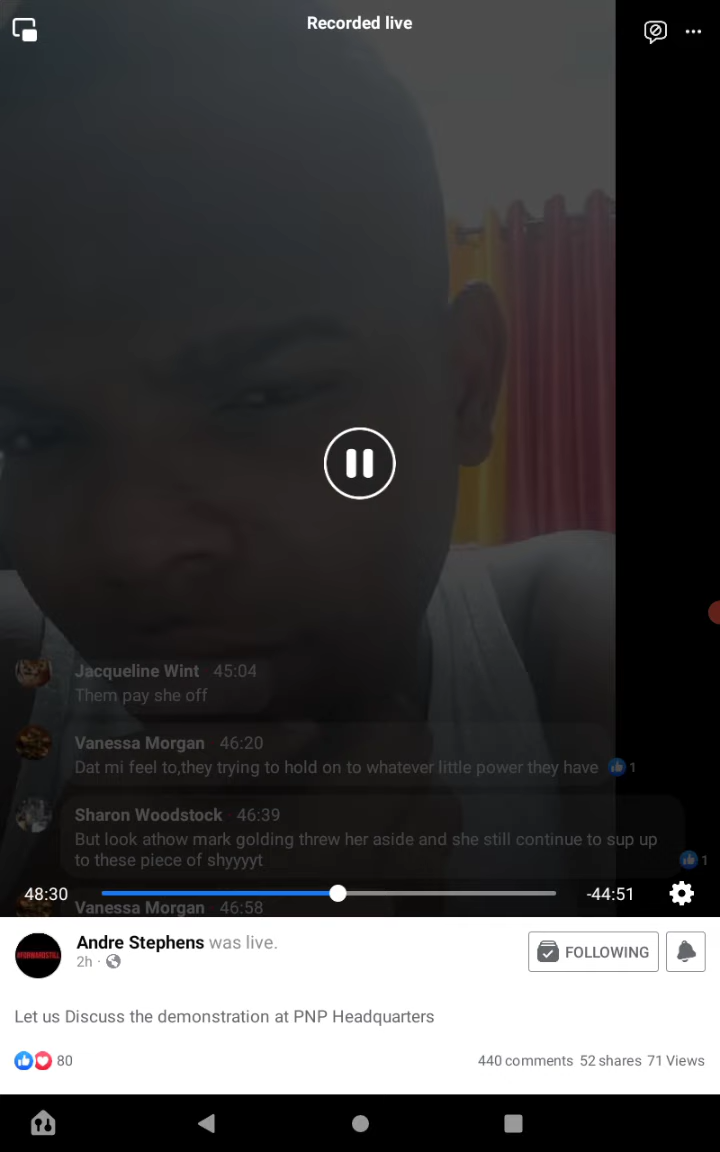 Recorded live
Jacqueline Wint · 45:04
Them pay she off
Vanessa Morgan · 46:20
Dat mi feel to,they trying to hold on to whatever little power they have 1
Sharon Woodstock · 46:39
But look athow mark golding threw her aside and she still continue to sup up
to these piece of shyyyt 1
48:30 -44:51
Vanessa Morgan · 46:58
#FORWARDSTILL
Andre Stephens was live.
2h ·
FOLLOWING
Let us Discuss the demonstration at PNP Headquarters
80 440 comments 52 shares 71 Views